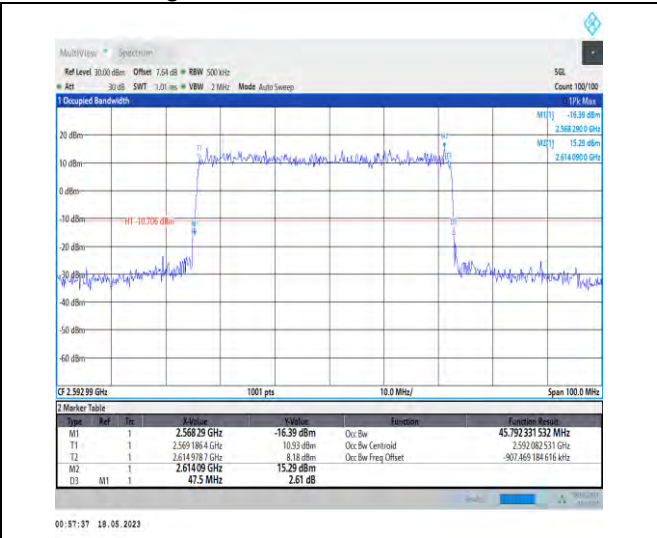 MultiView Spectrum
Ref Level 30.00 dBm Offset 7.64 dB RBW 500 kHz SGL
Att 30 dB SWT 1.01 ms VBW 2 MHz Mode Auto Sweep Count 100/100
1 Occupied Bandwidth 1Pk Max
M1[1] -16.39 dBm
2.568 290 0 GHz
M2[1] 15.29 dBm
2.614 090 0 GHz
20 dBm
10 dBm
0 dBm
-10 dBm
H1 -10.706 dBm
-20 dBm
-30 dBm
-40 dBm
-50 dBm
-60 dBm
T1
M2
T2
M1
D3
CF 2.592 99 GHz 1001 pts 10.0 MHz/ Span 100.0 MHz
2 Marker Table
Type Ref Trc X-Value Y-Value Function Function Result
M1 1 2.568 29 GHz -16.39 dBm Occ Bw 45.792 331 532 MHz
T1 1 2.569 186 4 GHz 10.93 dBm Occ Bw Centroid 2.592 082 531 GHz
T2 1 2.614 978 7 GHz 8.18 dBm Occ Bw Freq Offset -907.469 184 616 kHz
M2 1 2.614 09 GHz 15.29 dBm
D3 M1 1 47.5 MHz 2.61 dB
00:57:37 18.05.2023